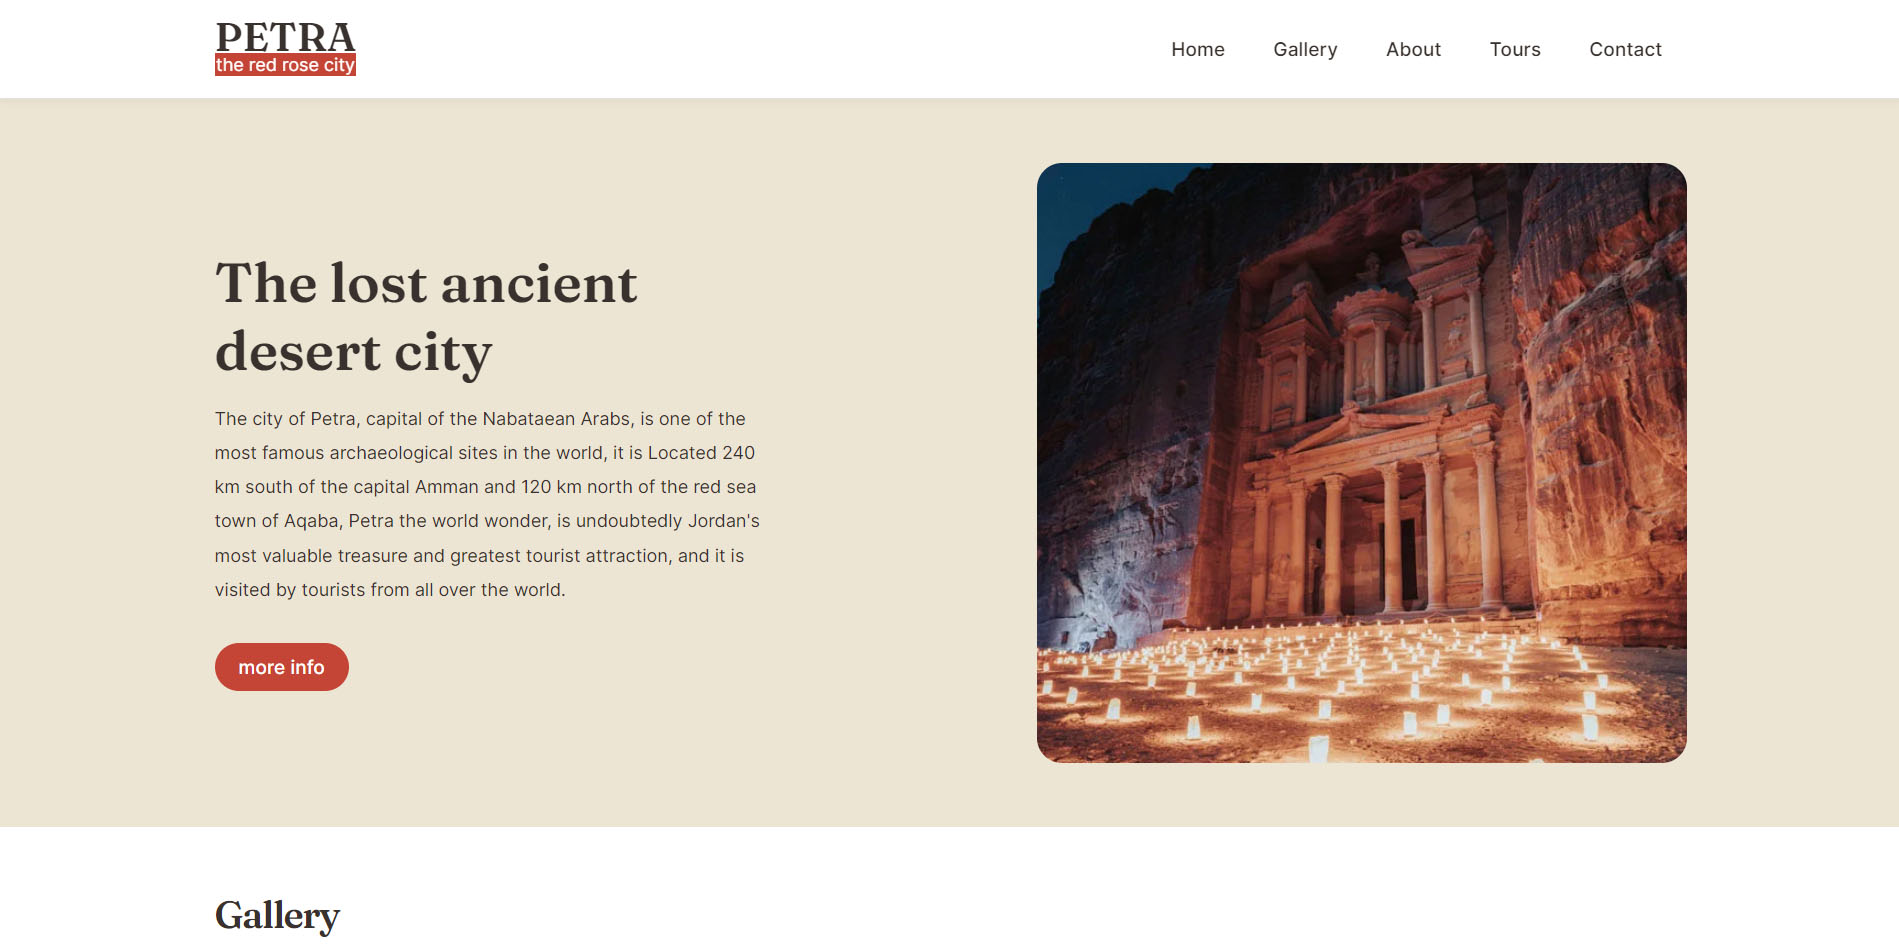 PETRA
the red rose city
Home Gallery About Tours Contact
The lost ancient
desert city
The city of Petra, capital of the Nabataean Arabs, is one of the
most famous archaeological sites in the world, it is Located 240
km south of the capital Amman and 120 km north of the red sea
town of Aqaba, Petra the world wonder, is undoubtedly Jordan's
most valuable treasure and greatest tourist attraction, and it is
visited by tourists from all over the world.
more info
Gallery